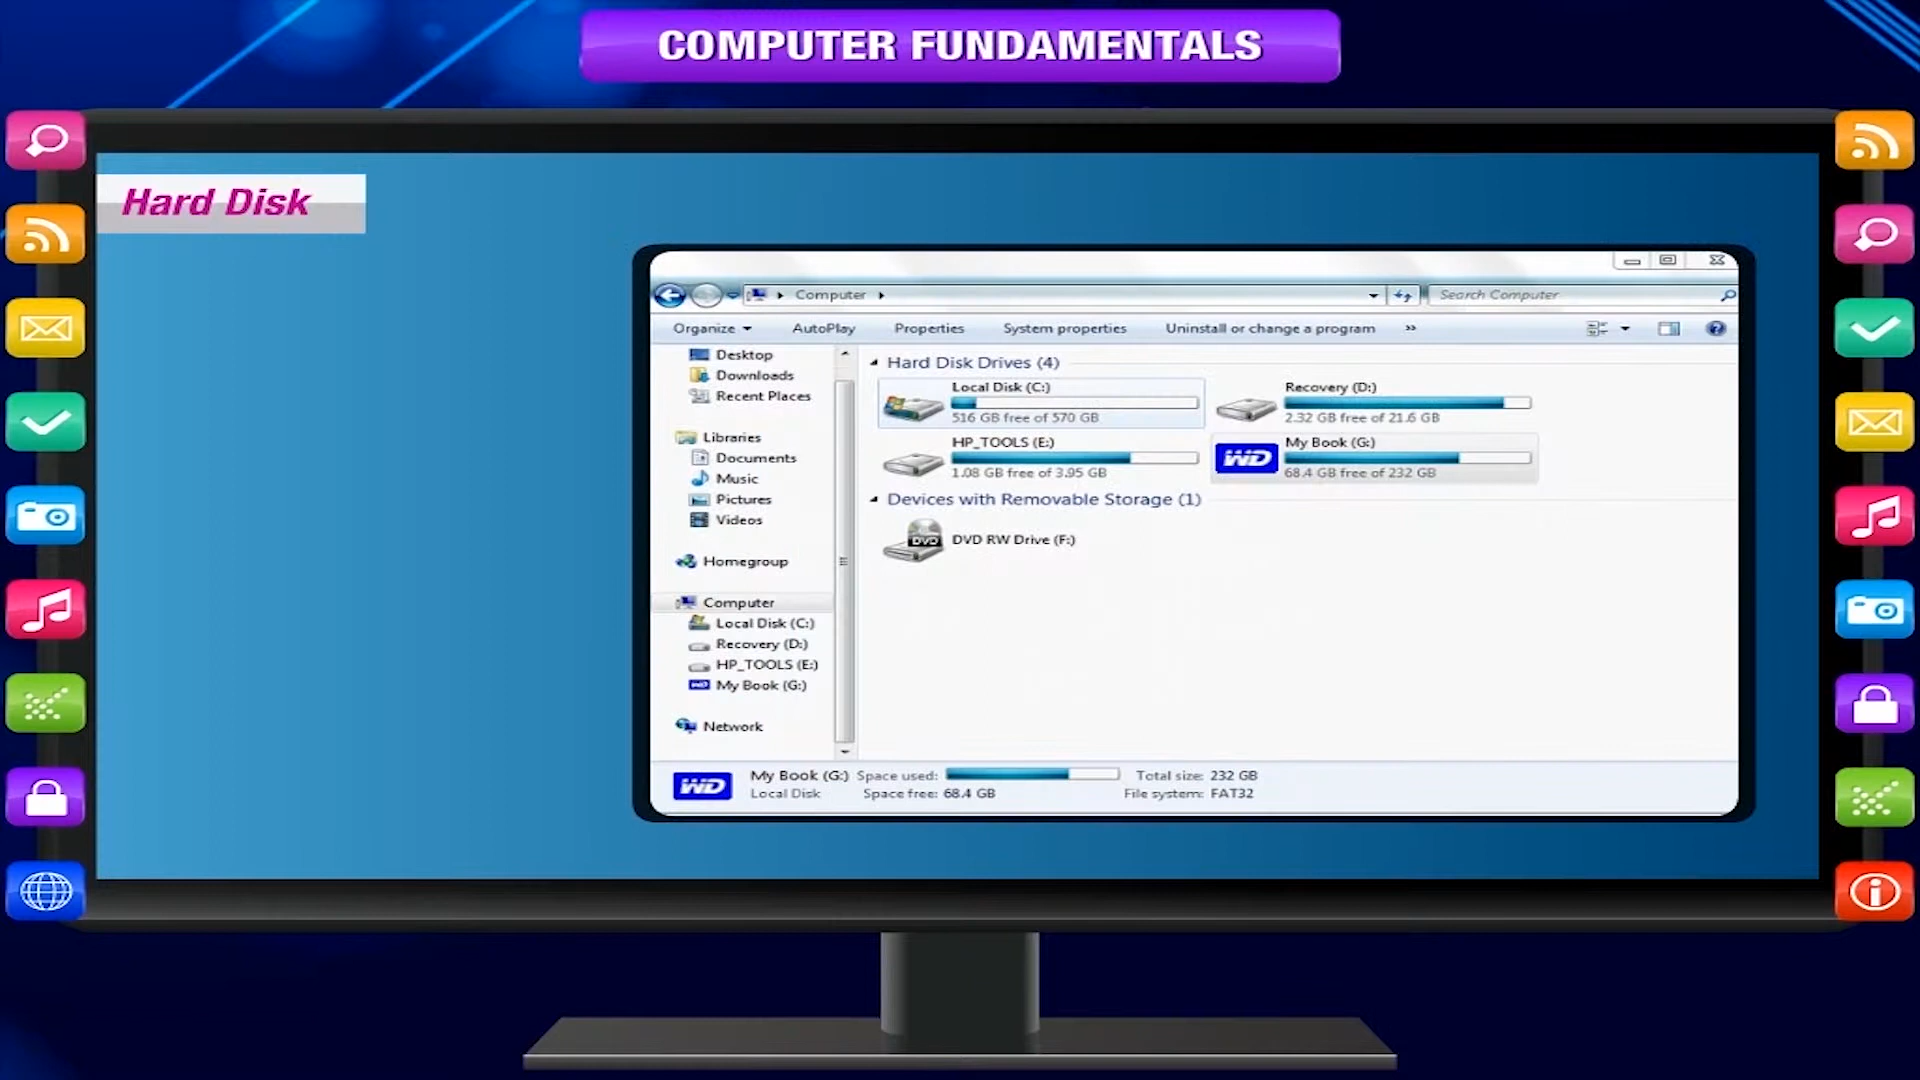 COMPUTER FUNDAMENTALS
Hard Disk
Computer
Search Computer
Organize AutoPlay Properties System properties Uninstall or change a program »
Desktop
Downloads
Recent Places
Libraries
Documents
Music
Pictures
Videos
Homegroup
Computer
Local Disk (C:)
Recovery (D:)
HP_TOOLS (E:)
My Book (G:)
Network
Hard Disk Drives (4)
Local Disk (C:)
516 GB free of 570 GB
Recovery (D:)
2.32 GB free of 21.6 GB
HP_TOOLS (E:)
1.08 GB free of 3.95 GB
WD
My Book (G:)
68.4 GB free of 232 GB
Devices with Removable Storage (1)
DVD
DVD RW Drive (F:)
WD
My Book (G:) Space used: Total size: 232 GB
Local Disk Space free: 68.4 GB File system: FAT32